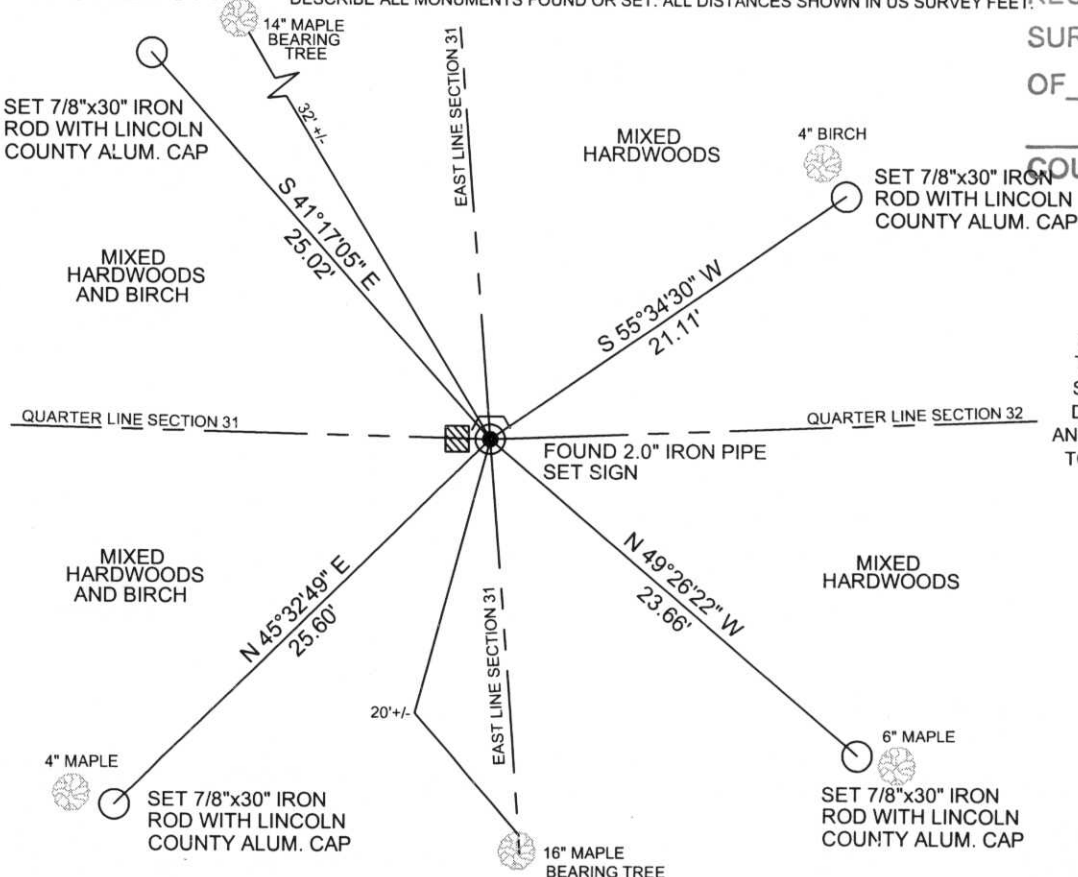 DESCRIBE ALL MONUMENTS FOUND OR SET. ALL DISTANCES SHOWN IN US SURVEY FEET.
14" MAPLE
BEARING
TREE
SUR
OF_
COU
SET 7/8"x30" IRON
ROD WITH LINCOLN
COUNTY ALUM. CAP
32' +/-
EAST LINE SECTION 31
MIXED
HARDWOODS
4" BIRCH
SET 7/8"x30" IRON
ROD WITH LINCOLN
COUNTY ALUM. CAP
S 41°17'05" E
25.02'
MIXED
HARDWOODS
AND BIRCH
S 55°34'30" W
21.11'
QUARTER LINE SECTION 31
QUARTER LINE SECTION 32
FOUND 2.0" IRON PIPE
SET SIGN
S
D
AN
TO
MIXED
HARDWOODS
AND BIRCH
N 45°32'49" E
25.60'
N 49°26'22" W
23.66'
MIXED
HARDWOODS
EAST LINE SECTION 31
20'+/-
4" MAPLE
SET 7/8"x30" IRON
ROD WITH LINCOLN
COUNTY ALUM. CAP
6" MAPLE
SET 7/8"x30" IRON
ROD WITH LINCOLN
COUNTY ALUM. CAP
16" MAPLE
BEARING TREE